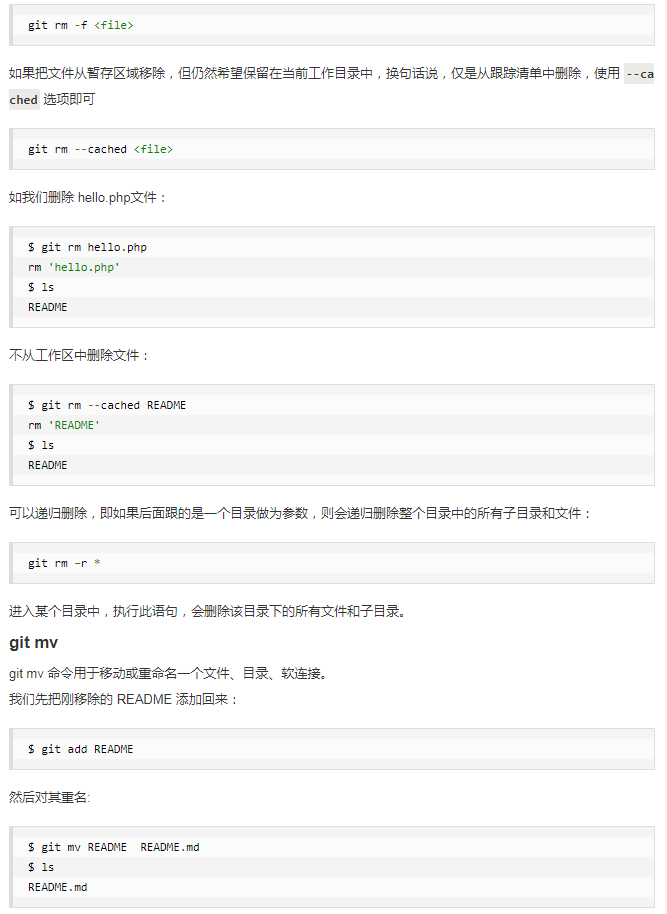 git rm -f <file>
如果把文件从暂存区域移除，但仍然希望保留在当前工作目录中，换句话说，仅是从跟踪清单中删除，使用 --ca
ched 选项即可
git rm --cached <file>
如我们删除 hello.php文件：
$ git rm hello.php
rm 'hello.php'
$ ls
README
不从工作区中删除文件：
$ git rm --cached README
rm 'README'
$ ls
README
可以递归删除，即如果后面跟的是一个目录做为参数，则会递归删除整个目录中的所有子目录和文件：
git rm –r *
进入某个目录中，执行此语句，会删除该目录下的所有文件和子目录。
git mv
git mv 命令用于移动或重命名一个文件、目录、软连接。
我们先把刚移除的 README 添加回来：
$ git add README
然后对其重名:
$ git mv README  README.md
$ ls
README.md